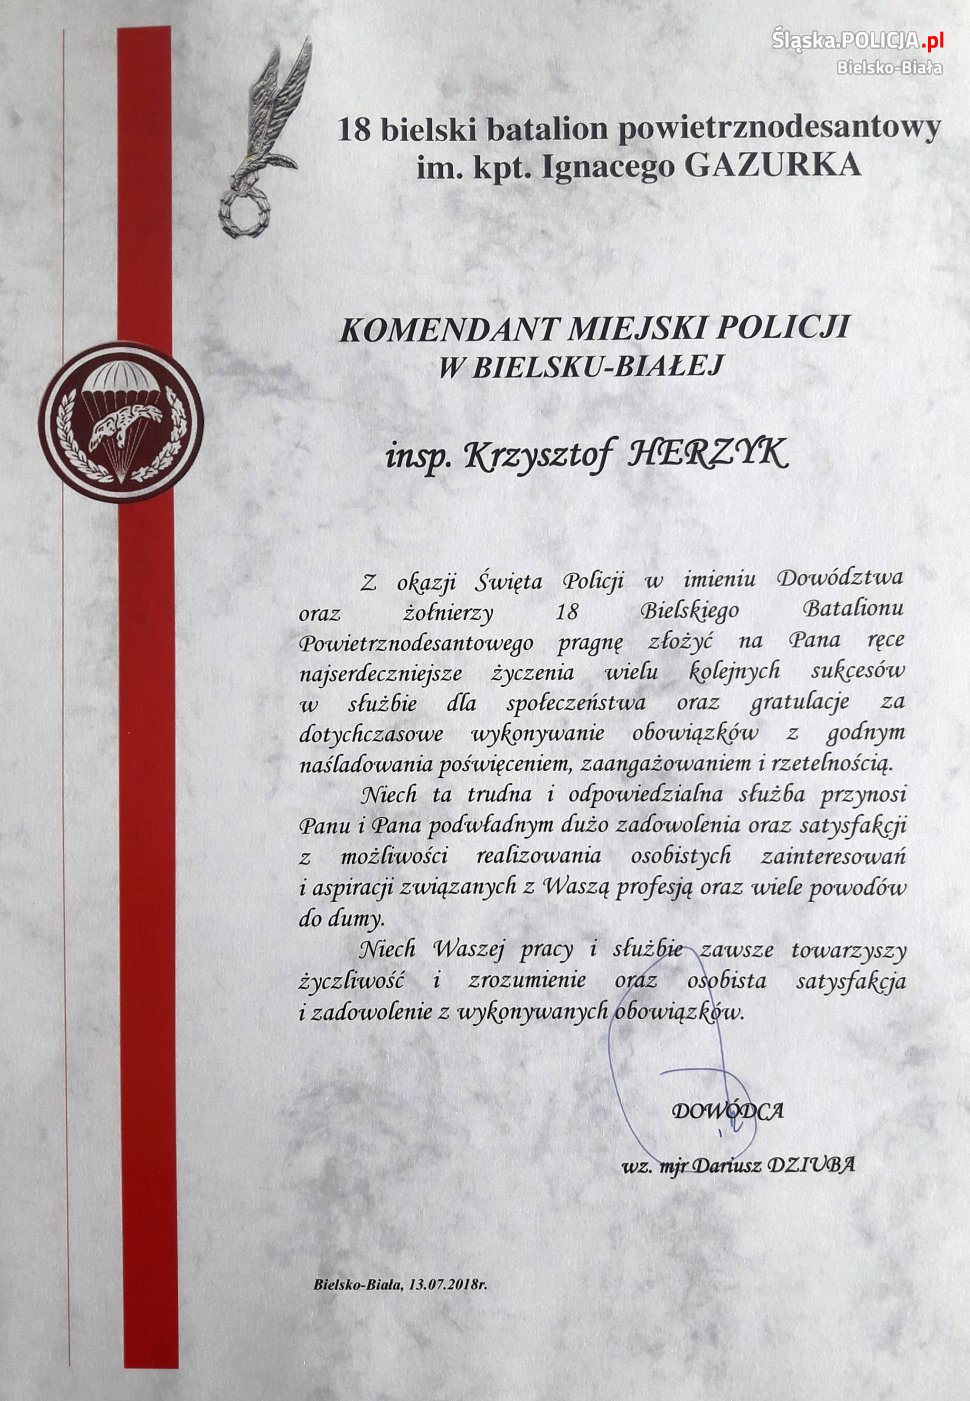 Śląska.POLICJA.pl
Bielsko-Biała
18 bielski batalion powietrznodesantowy
im. kpt. Ignacego GAZURKA
KOMENDANT MIEJSKI POLICJI
W BIELSKU-BIAŁEJ
insp. Krzysztof HERZYK
Z okazji Święta Policji w imieniu Dowództwa
oraz żołnierzy 18 Bielskiego Batalionu
Powietrznodesantowego pragnę złożyć na Pana ręce
najserdeczniejsze życzenia wielu kolejnych sukcesów
w służbie dla społeczeństwa oraz gratulacje za
dotychczasowe wykonywanie obowiązków z godnym
naśladowania poświęceniem, zaangażowaniem i rzetelnością.
Niech ta trudna i odpowiedzialna służba przynosi
Panu i Pana podwładnym dużo zadowolenia oraz satysfakcji
z możliwości realizowania osobistych zainteresowań
i aspiracji związanych z Waszą profesją oraz wiele powodów
do dumy.
Niech Waszej pracy i służbie zawsze towarzyszy
życzliwość i zrozumienie oraz osobista satysfakcja
i zadowolenie z wykonywanych obowiązków.
DOWÓDCA
wz. mjr Dariusz DZIUBA
Bielsko-Biała, 13.07.2018r.